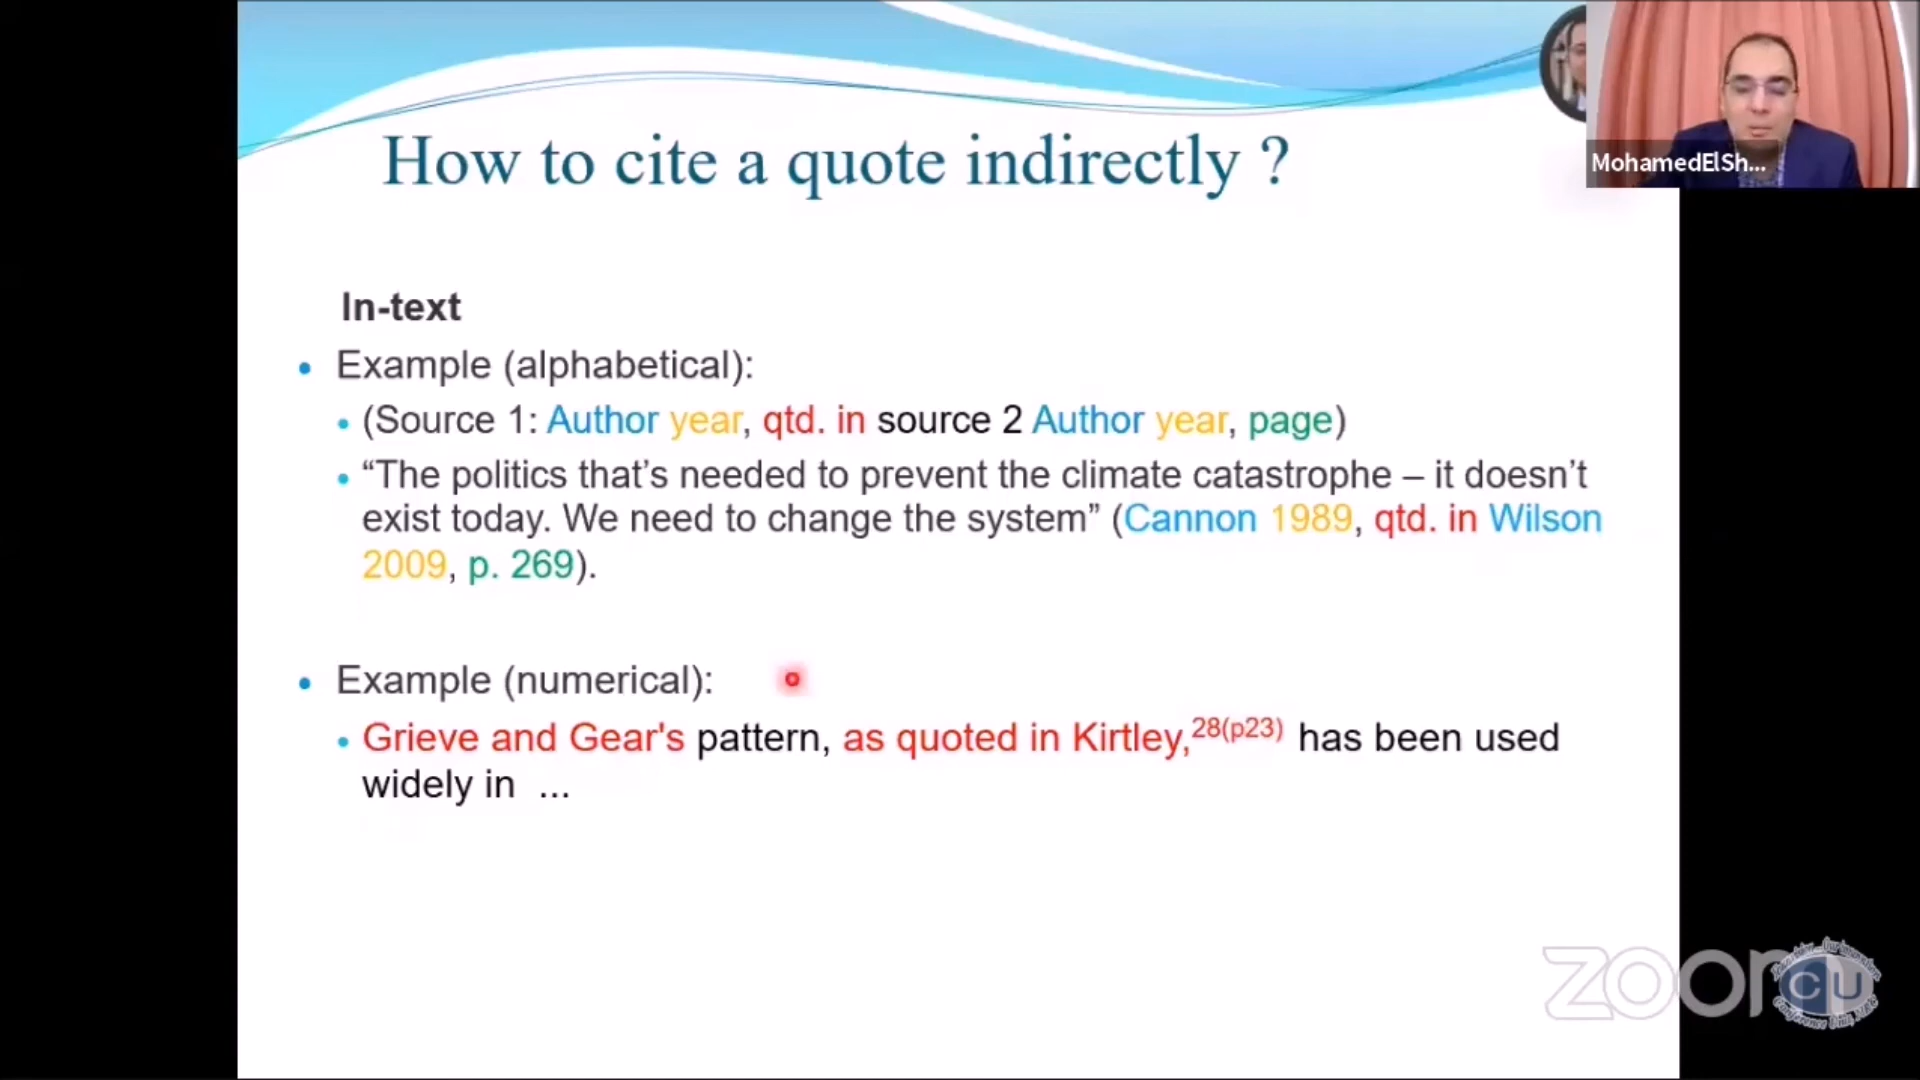 How to cite a quote indirectly ?
MohamedElSh...
In-text
• Example (alphabetical):
• (Source 1: Author year, qtd. in source 2 Author year, page)
• “The politics that’s needed to prevent the climate catastrophe – it doesn’t
exist today. We need to change the system” (Cannon 1989, qtd. in Wilson
2009, p. 269).
• Example (numerical):
• Grieve and Gear's pattern, as quoted in Kirtley,28(p23) has been used
widely in ...
zoom
CU